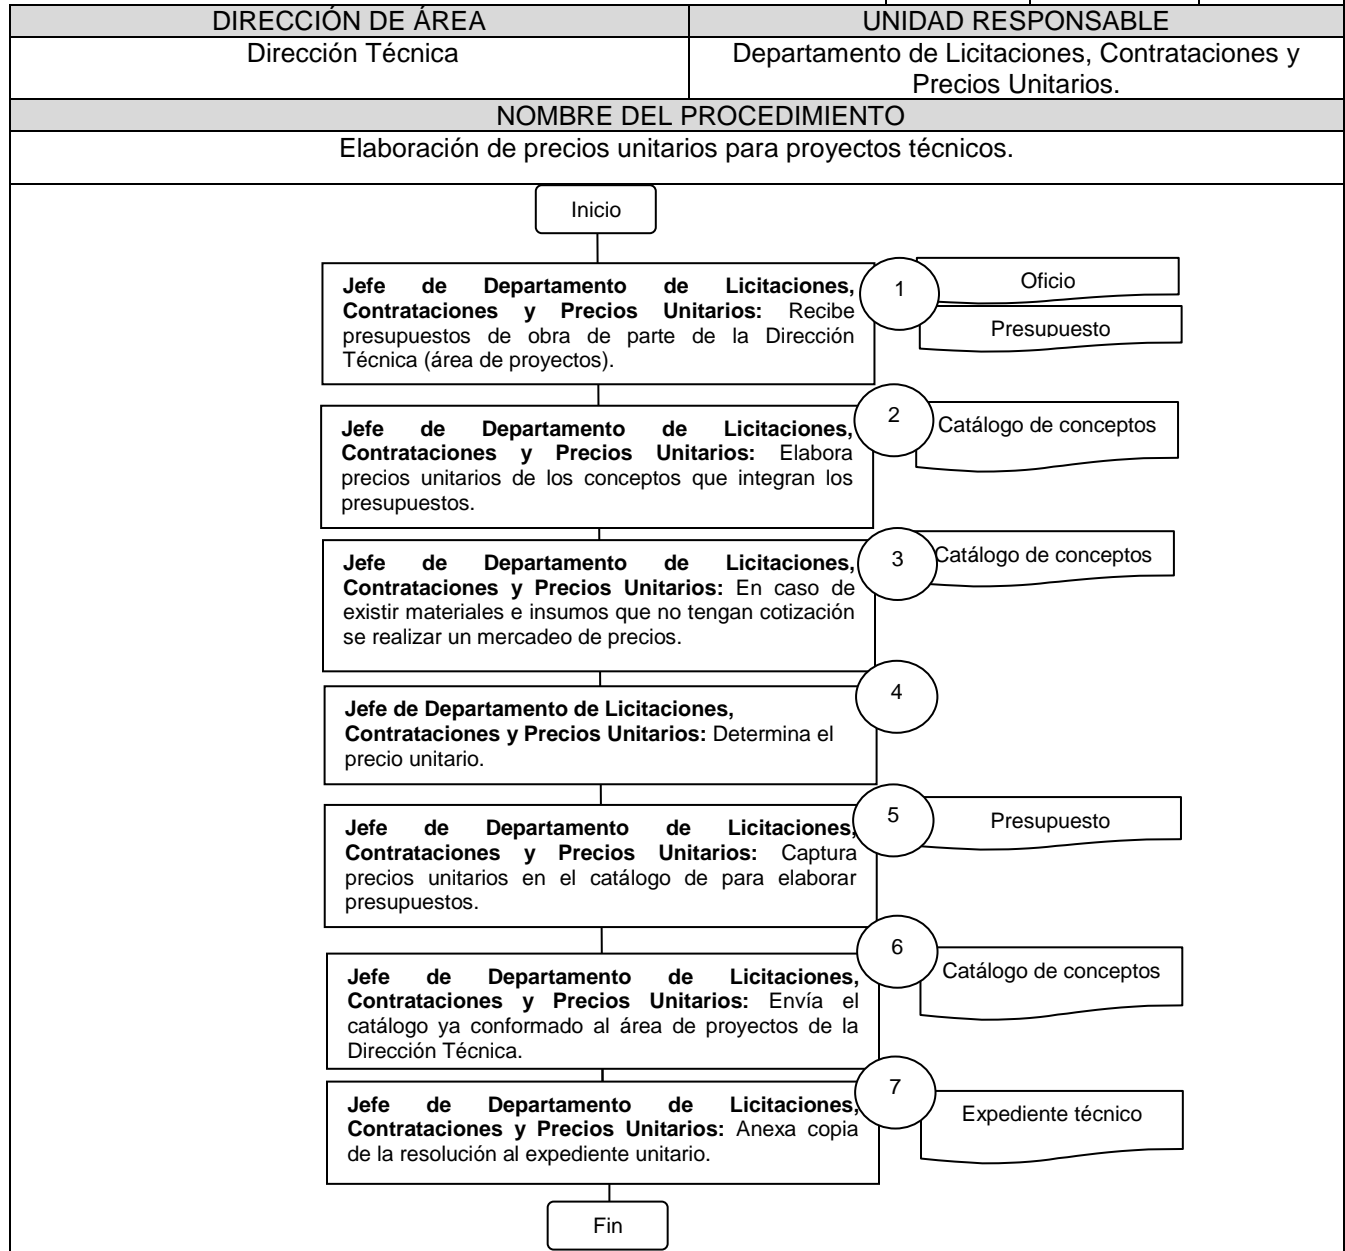 DIRECCIÓN DE ÁREA
UNIDAD RESPONSABLE
Dirección Técnica
Departamento de Licitaciones, Contrataciones y
Precios Unitarios.
NOMBRE DEL PROCEDIMIENTO
Elaboración de precios unitarios para proyectos técnicos.
Inicio
Jefe de Departamento de Licitaciones,
Contrataciones y Precios Unitarios: Recibe
presupuestos de obra de parte de la Dirección
Técnica (área de proyectos).
1
Oficio
Presupuesto
Jefe de Departamento de Licitaciones,
Contrataciones y Precios Unitarios: Elabora
precios unitarios de los conceptos que integran los
presupuestos.
2
Catálogo de conceptos
Jefe de Departamento de Licitaciones,
Contrataciones y Precios Unitarios: En caso de
existir materiales e insumos que no tengan cotización
se realizar un mercadeo de precios.
3
Catálogo de conceptos
Jefe de Departamento de Licitaciones,
Contrataciones y Precios Unitarios: Determina el
precio unitario.
4
Jefe de Departamento de Licitaciones,
Contrataciones y Precios Unitarios: Captura
precios unitarios en el catálogo de para elaborar
presupuestos.
5
Presupuesto
Jefe de Departamento de Licitaciones,
Contrataciones y Precios Unitarios: Envía el
catálogo ya conformado al área de proyectos de la
Dirección Técnica.
6
Catálogo de conceptos
Jefe de Departamento de Licitaciones,
Contrataciones y Precios Unitarios: Anexa copia
de la resolución al expediente unitario.
7
Expediente técnico
Fin